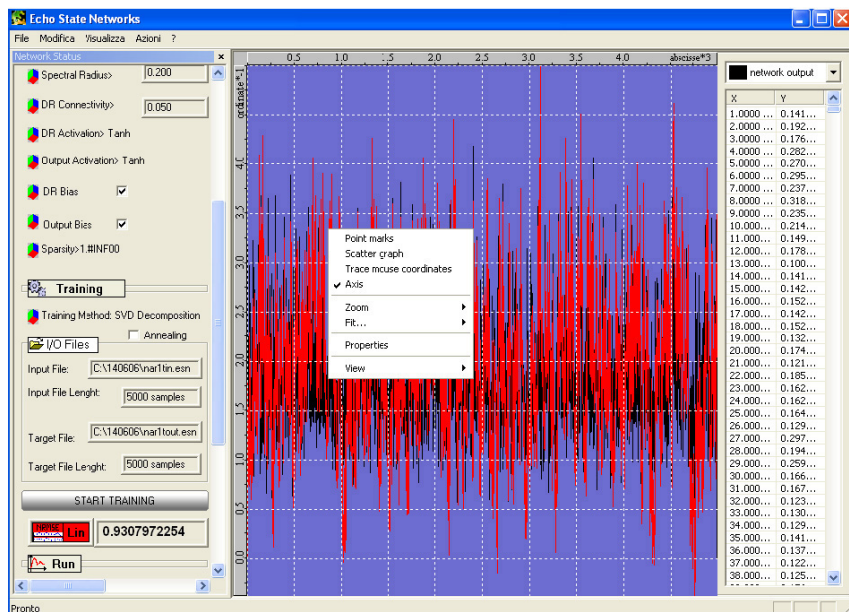 Echo State Networks
File Modifica Visualizza Azioni ?
Network Status
Spectral Radius> 0.200
DR Connectivity> 0.050
DR Activation> Tanh
Output Activation> Tanh
DR Bias
Output Bias
Sparsity>1.#INF00
Training
Training Method: SVD Decomposition
Annealing
I/O Files
Input File: C:\140606\nar1tin.esn
Input File Lenght: 5000 samples
Target File: C:\140606\nar1tout.esn
Target File Lenght: 5000 samples
START TRAINING
NRMSE Lin 0.9307972254
Run
Pronto
0.5 1.0 1.5 2.0 2.5 3.0 3.5 4.0 abscisse*3
ordinate*-1
4.0
3.5
3.0
2.5
2.0
1.5
1.0
0.5
0.0
Point marks
Scatter graph
Trace mouse coordinates
Axis
Zoom
Fit...
Properties
View
network output
X Y
1.0000 ... 0.141...
2.0000 ... 0.192...
3.0000 ... 0.176...
4.0000 ... 0.282...
5.0000 ... 0.270...
6.0000 ... 0.295...
7.0000 ... 0.237...
8.0000 ... 0.318...
9.0000 ... 0.235...
10.000... 0.214...
11.000... 0.149...
12.000... 0.178...
13.000... 0.100...
14.000... 0.141...
15.000... 0.142...
16.000... 0.152...
17.000... 0.142...
18.000... 0.152...
19.000... 0.132...
20.000... 0.174...
21.000... 0.121...
22.000... 0.185...
23.000... 0.162...
24.000... 0.162...
25.000... 0.164...
26.000... 0.129...
27.000... 0.297...
28.000... 0.194...
29.000... 0.259...
30.000... 0.166...
31.000... 0.167...
32.000... 0.123...
33.000... 0.130...
34.000... 0.129...
35.000... 0.141...
36.000... 0.137...
37.000... 0.122...
38.000... 0.125...